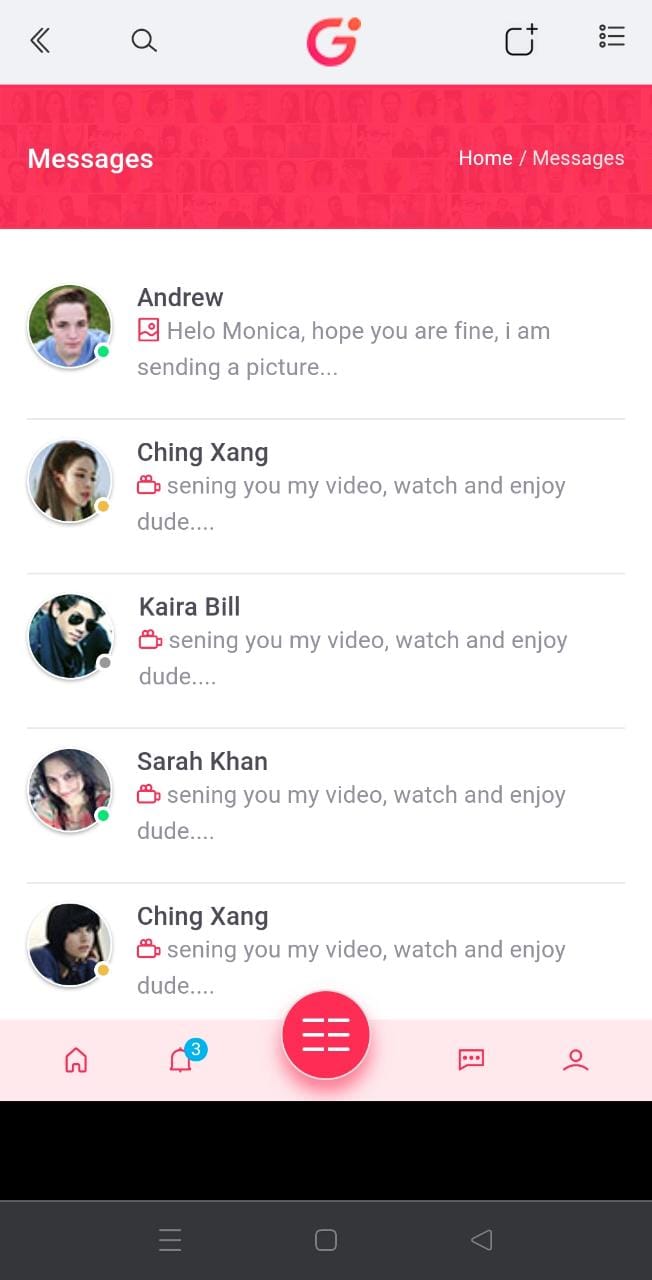 Messages
Home / Messages
Andrew
Helo Monica, hope you are fine, i am
sending a picture...
Ching Xang
sening you my video, watch and enjoy
dude....
Kaira Bill
sening you my video, watch and enjoy
dude....
Sarah Khan
sening you my video, watch and enjoy
dude....
Ching Xang
sening you my video, watch and enjoy
dude....
3